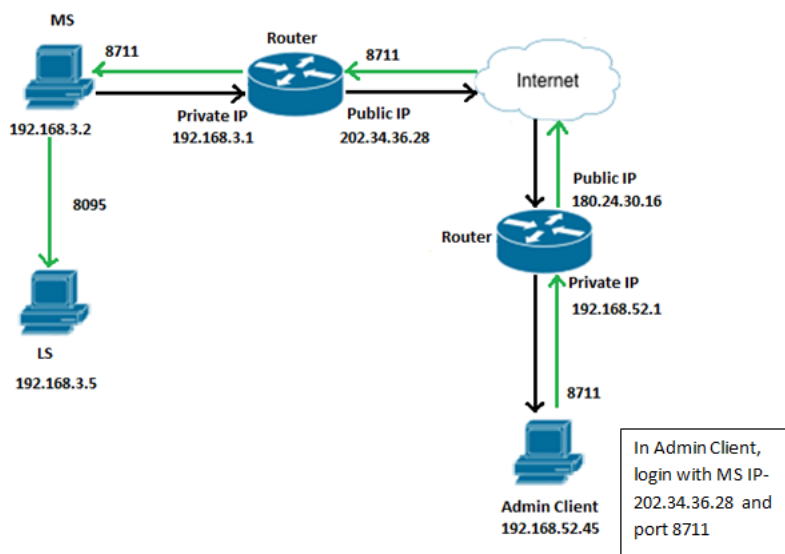 MS
Router
8711
8711
Internet
192.168.3.2
Private IP
192.168.3.1
Public IP
202.34.36.28
8095
Public IP
180.24.30.16
Router
Private IP
192.168.52.1
LS
192.168.3.5
8711
Admin Client
192.168.52.45
In Admin Client,
login with MS IP-
202.34.36.28 and
port 8711